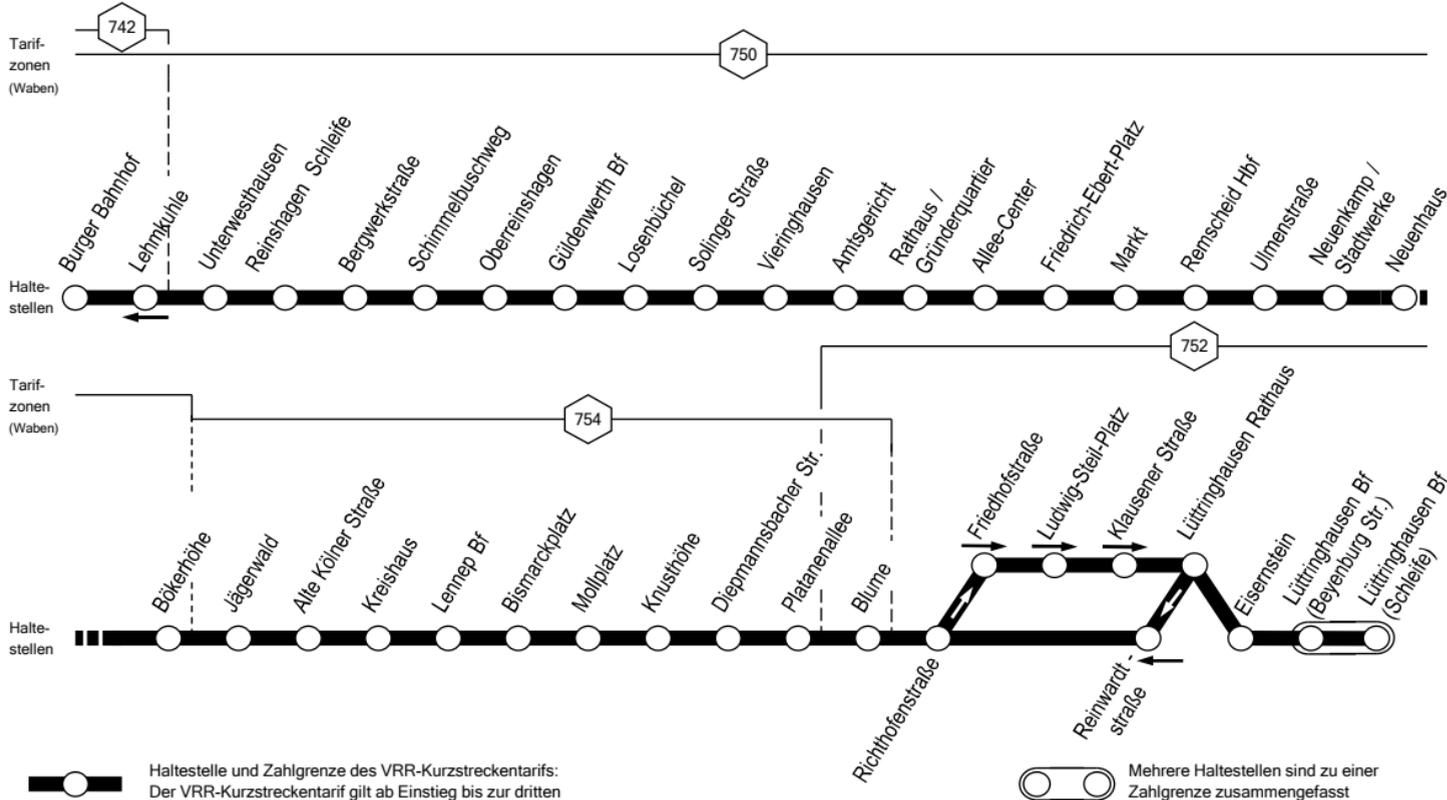 742
Tarif-
zonen
(Waben)
750
Burger Bahnhof
Lehmkuhle
Unterwesthausen
Reinshagen Schleife
Bergwerkstraße
Schimmelbuschweg
Oberreinshagen
Güldenwerth Bf
Losenbüchel
Solinger Straße
Vieringhausen
Amtsgericht
Rathaus /
Gründerquartier
Allee-Center
Friedrich-Ebert-Platz
Markt
Remscheid Hbf
Ulmenstraße
Neuenkamp /
Stadtwerke
Neuenhaus
Halte-
stellen
752
Tarif-
zonen
(Waben)
754
Bökerhöhe
Jägerwald
Alte Kölner Straße
Kreishaus
Lennep Bf
Bismarckplatz
Mollplatz
Knusthöhe
Diepmannsbacher Str.
Platanenallee
Blume
Richthofenstraße
Friedhofstraße
Ludwig-Steil-Platz
Klausener Straße
Lüttringhausen Rathaus
Reinwardt-
straße
Eisernstein
Lüttringhausen Bf
(Beyenburg Str.)
Lüttringhausen Bf
(Schleife)
Halte-
stellen
Haltestelle und Zahlgrenze des VRR-Kurzstreckentarifs:
Der VRR-Kurzstreckentarif gilt ab Einstieg bis zur dritten
Mehrere Haltestellen sind zu einer
Zahlgrenze zusammengefasst